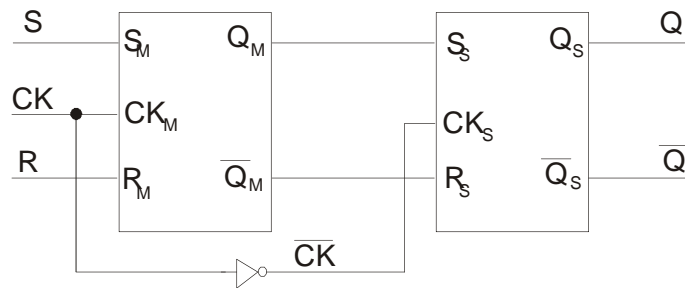 S
S_M
Q_M
S_S
Q_S
Q
CK
CK_M
CK_S
R
R_M
Q̅_M
R_S
Q̅_S
Q̅
C̅K̅